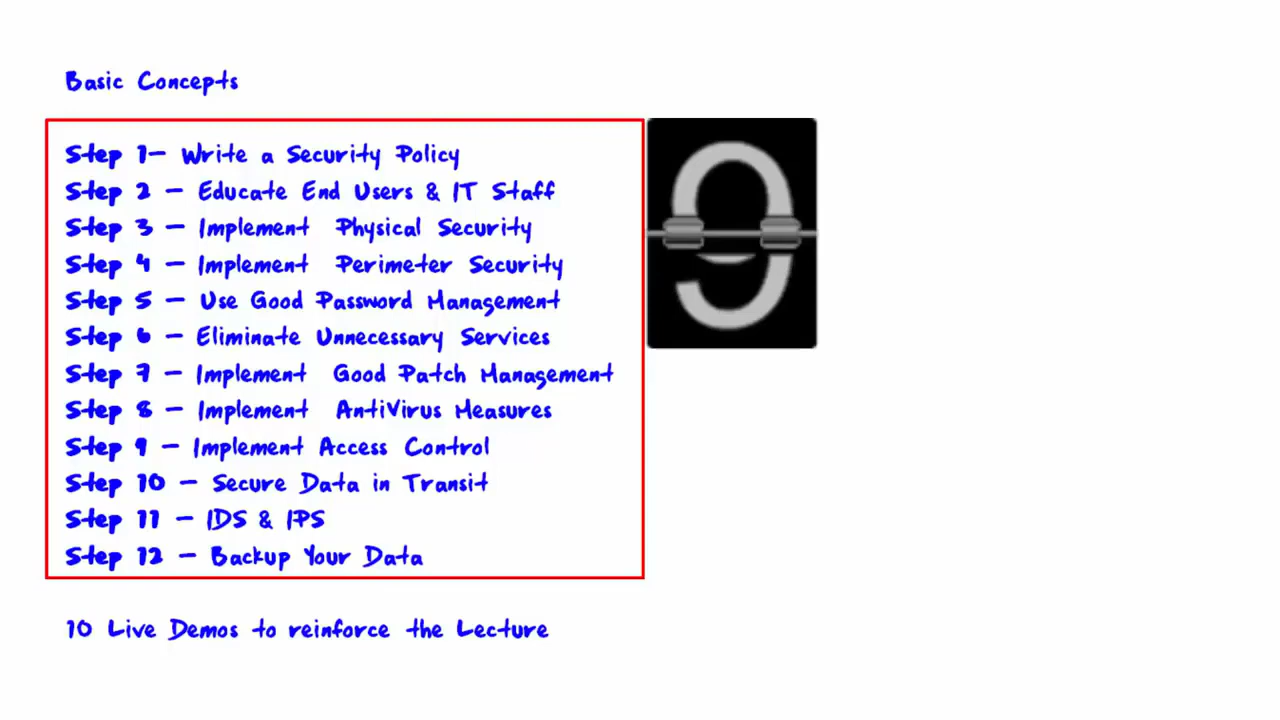 Basic Concepts
Step 1- Write a Security Policy
Step 2 - Educate End Users & IT Staff
Step 3 - Implement Physical Security
Step 4 - Implement Perimeter Security
Step 5 - Use Good Password Management
Step 6 - Eliminate Unnecessary Services
Step 7 - Implement Good Patch Management
Step 8 - Implement AntiVirus Measures
Step 9 - Implement Access Control
Step 10 - Secure Data in Transit
Step 11 - IDS & IPS
Step 12 - Backup Your Data
9
10 Live Demos to reinforce the Lecture